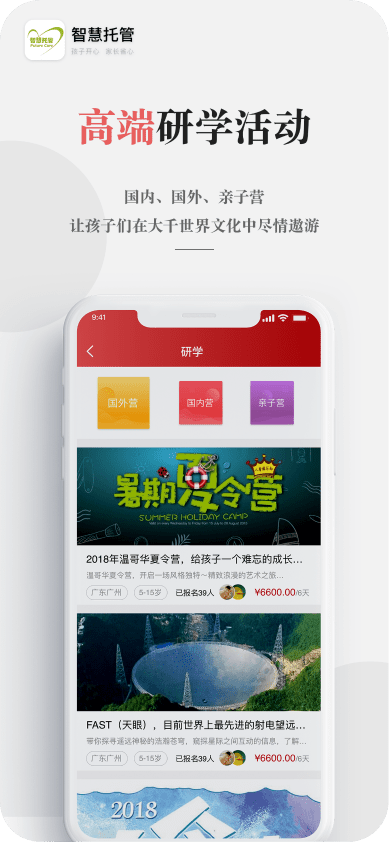 智慧托管
Future Care
智慧托管
孩子开心 家长省心
高端研学活动
国内、国外、亲子营
让孩子们在大千世界文化中尽情遨游
9:41
研学
国外营
国内营
亲子营
暑期夏令营
SUMMER HOLIDAY CAMP
2018年温哥华夏令营，给孩子一个难忘的成长…
温哥华夏令营，开启一场风格独特～精致浪漫的艺术之旅…
广东广州
5-15岁
已报名39人
¥6600.00/6天
FAST（天眼），目前世界上最先进的射电望远…
带你探寻遥远神秘的浩瀚苍穹，窥探星际之间互动的信息，了解…
广东广州
5-15岁
已报名39人
¥6600.00/6天
2018